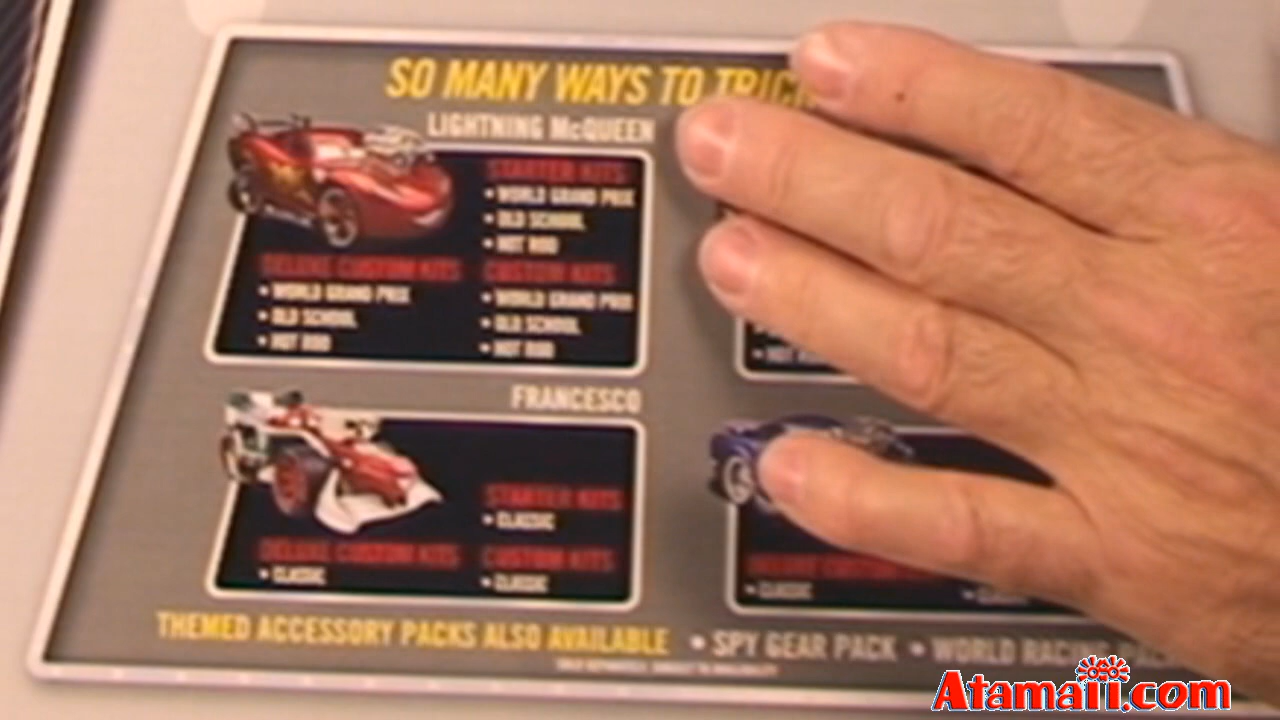 SO MANY WAYS TO TRICK
LIGHTNING McQUEEN
STARTER KITS
• WORLD GRAND PRIX
• OLD SCHOOL
• HOT ROD
DELUXE CUSTOM KITS
• WORLD GRAND PRIX
• OLD SCHOOL
• HOT ROD
CUSTOM KITS
• WORLD GRAND PRIX
• OLD SCHOOL
• HOT ROD
• HOT
FRANCESCO
STARTER KITS
• CLASSIC
DELUXE CUSTOM KITS
• CLASSIC
CUSTOM KITS
• CLASSIC
DELUXE
• CLASSIC
THEMED ACCESSORY PACKS ALSO AVAILABLE • SPY GEAR PACK • WORLD RACING
Atamaii.com